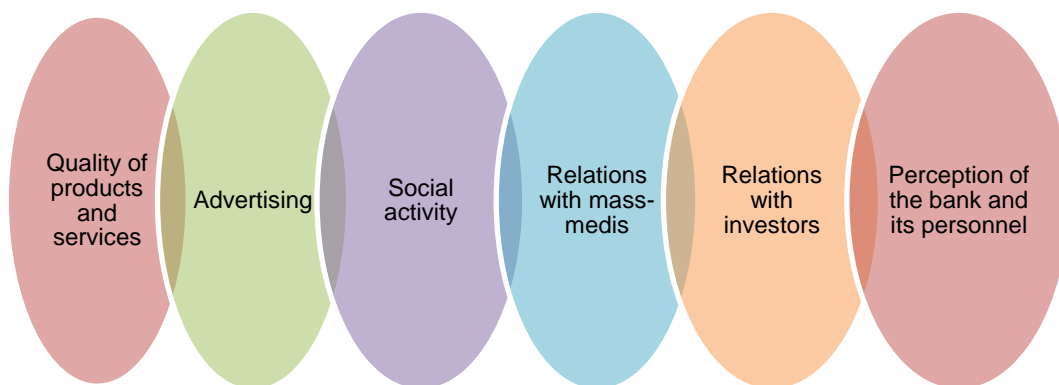 Quality of
products
and
services
Advertising
Social
activity
Relations
with mass-
medis
Relations
with
investors
Perception of
the bank and
its personnel